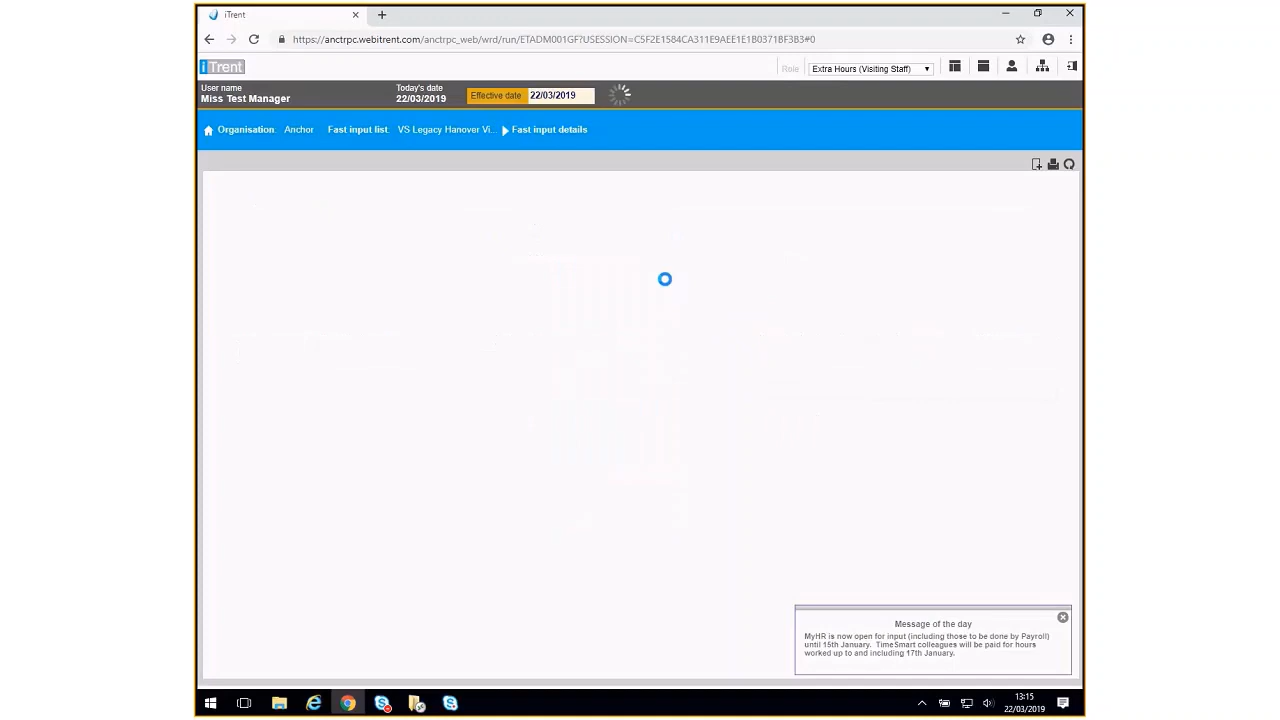 iTrent
https://anctrpc.webitrent.com/anctrpc_web/wrd/run/ETADM001GF?USESSION=C5F2E1584CA311E9AEE1E1B0371BF3B3#0
iTrent
Role
Extra Hours (Visiting Staff)
User name
Miss Test Manager
Today's date
22/03/2019
Effective date
22/03/2019
Organisation: Anchor Fast input list: VS Legacy Hanover Vi... Fast input details
Message of the day
MyHR is now open for input (including those to be done by Payroll)
until 15th January. TimeSmart colleagues will be paid for hours
worked up to and including 17th January.
13:15
22/03/2019